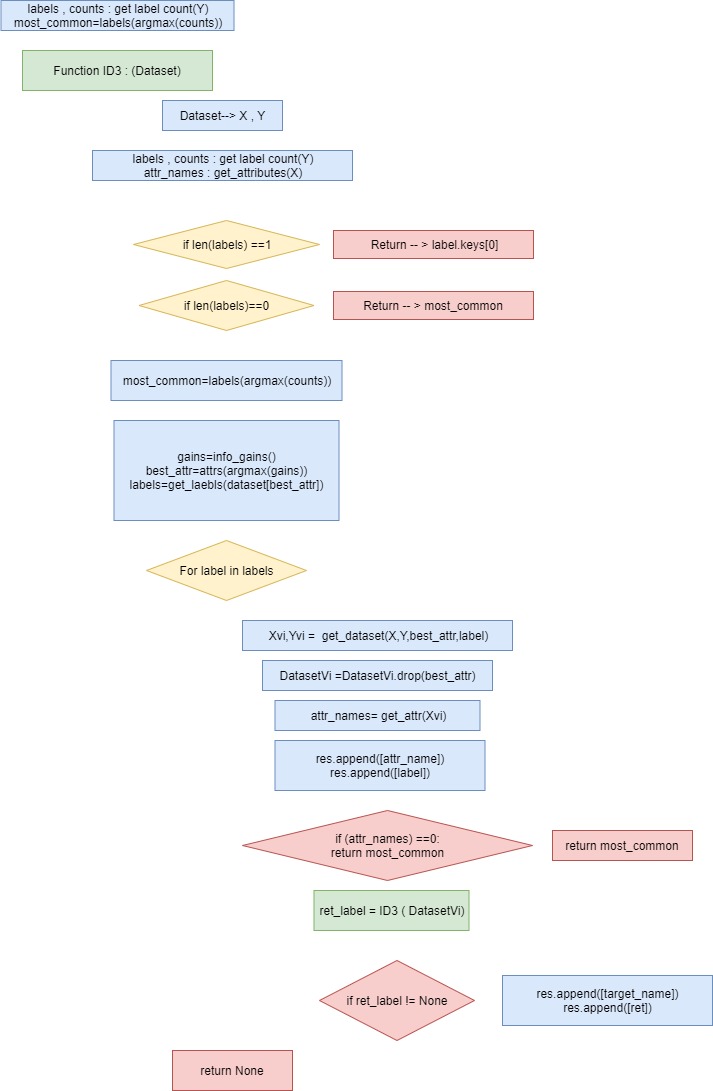 labels , counts : get label count(Y)
most_common=labels(argmax(counts))
Function ID3 : (Dataset)
Dataset--> X , Y
labels , counts : get label count(Y)
attr_names : get_attributes(X)
if len(labels) ==1
Return -- > label.keys[0]
if len(labels)==0
Return -- > most_common
most_common=labels(argmax(counts))
gains=info_gains()
best_attr=attrs(argmax(gains))
labels=get_laebls(dataset[best_attr])
For label in labels
Xvi,Yvi =  get_dataset(X,Y,best_attr,label)
DatasetVi =DatasetVi.drop(best_attr)
attr_names= get_attr(Xvi)
res.append([attr_name])
res.append([label])
if (attr_names) ==0:
return most_common
return most_common
ret_label = ID3 ( DatasetVi)
if ret_label != None
res.append([target_name])
res.append([ret])
return None